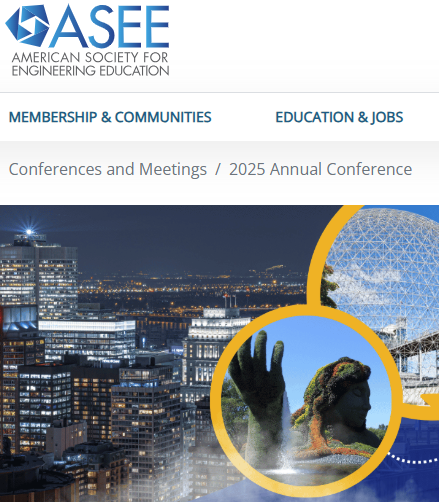 ASEE
AMERICAN SOCIETY FOR
ENGINEERING EDUCATION
MEMBERSHIP & COMMUNITIES EDUCATION & JOBS
Conferences and Meetings / 2025 Annual Conference